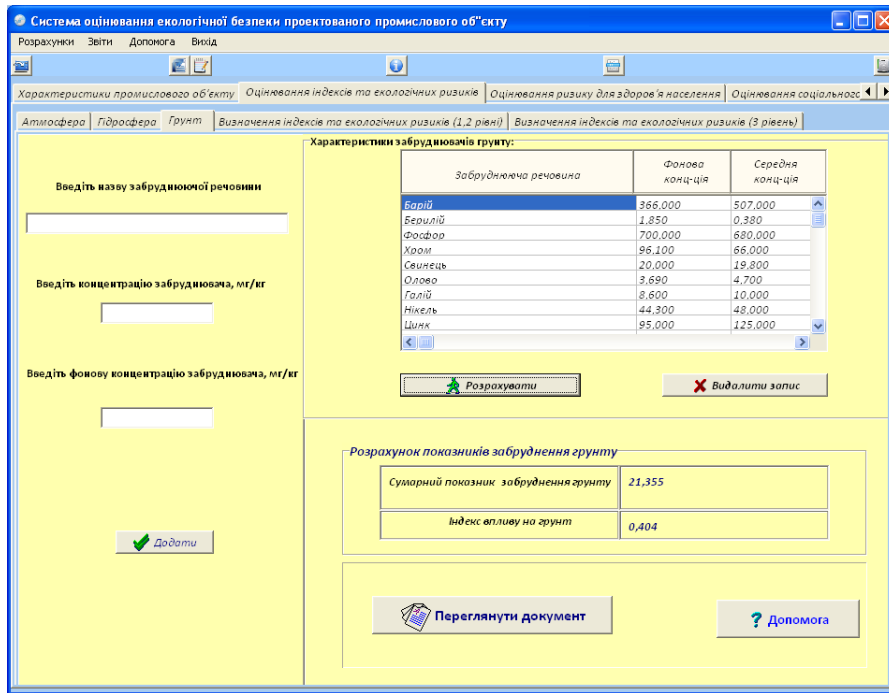 Система оцінювання екологічної безпеки проектованого промислового об"єкту
Розрахунки Звіти Допомога Вихід
Характеристики промислового об'єкту Оцінювання індексів та екологічних ризиків Оцінювання ризику для здоров'я населення Оцінювання соціального
Атмосфера Гідросфера Грунт Визначення індексів та екологічних ризиків (1,2 рівні) Визначення індексів та екологічних ризиків (3 рівень)
Введіть назву забруднюючої речовини
Введіть концентрацію забруднювача, мг/кг
Введіть фонову концентрацію забруднювача, мг/кг
Додати
Характеристики забруднювачів грунту:
Забруднююча речовина Фонова конц-ція Середня конц-ція
Барій 366,000 507,000
Берилій 1,850 0,380
Фосфор 700,000 680,000
Хром 96,100 66,000
Свинець 20,000 19,800
Олово 3,690 4,700
Галій 8,600 10,000
Нікель 44,300 48,000
Цинк 95,000 125,000
Розрахувати Видалити запис
Розрахунок показників забруднення грунту
Сумарний показник забруднення грунту 21,355
Індекс впливу на грунт 0,404
Переглянути документ ? Допомога